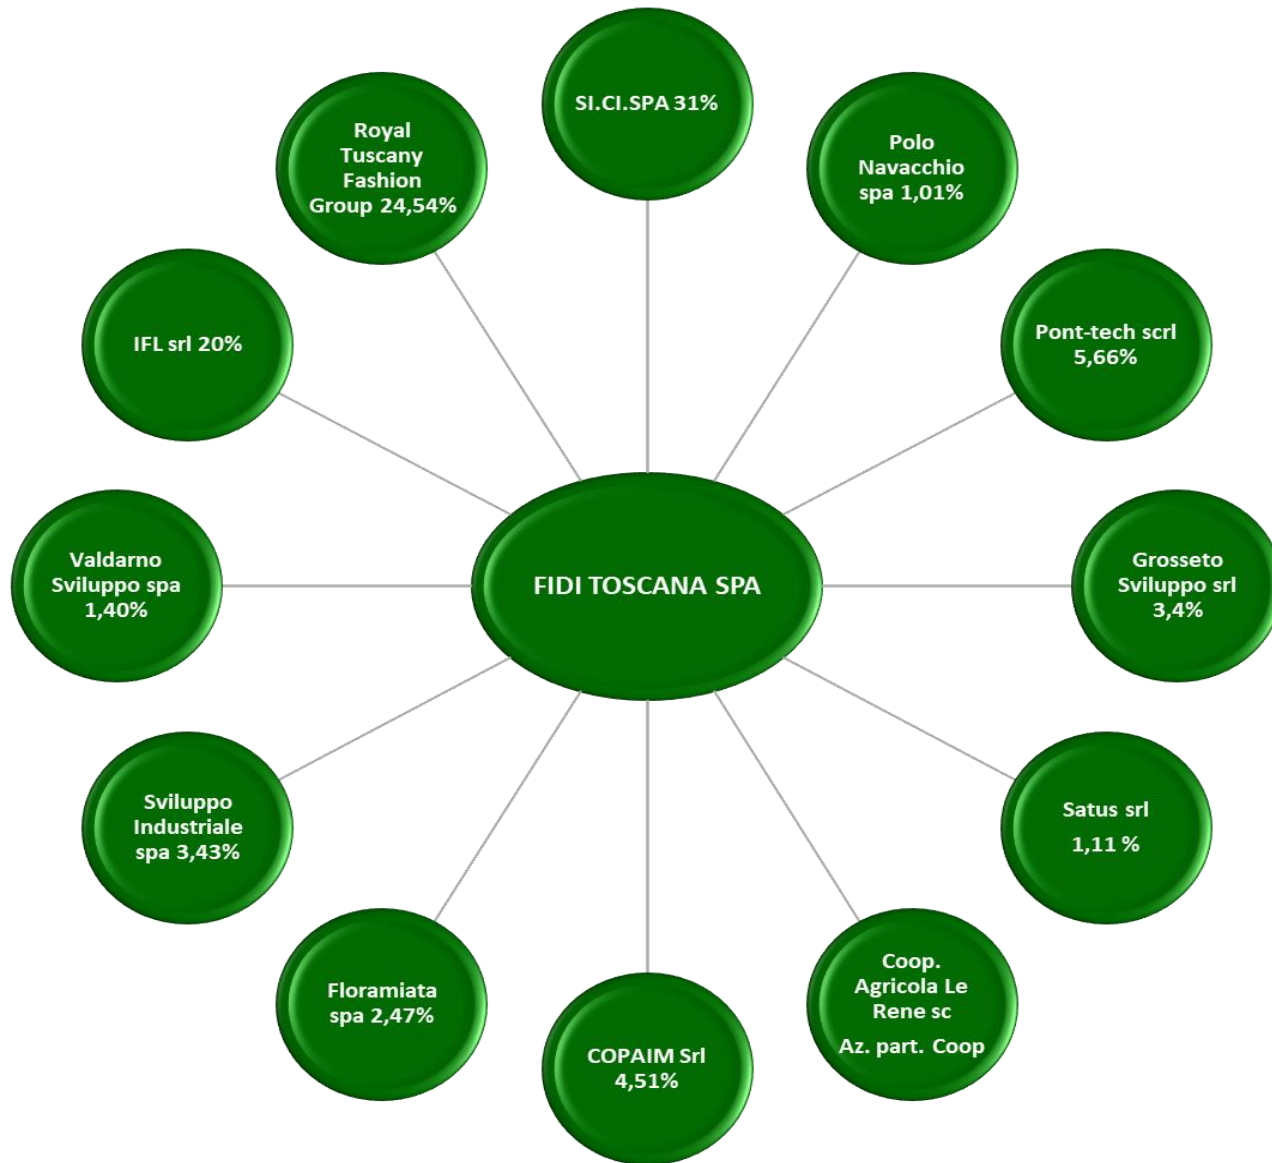 SI.CI.SPA 31%
Polo
Navacchio
spa 1,01%
Pont-tech scrl
5,66%
Grosseto
Sviluppo srl
3,4%
Satus srl
1,11 %
Coop.
Agricola Le
Rene sc
Az. part. Coop
COPAIM Srl
4,51%
Floramiata
spa 2,47%
Sviluppo
Industriale
spa 3,43%
Valdarno
Sviluppo spa
1,40%
IFL srl 20%
Royal
Tuscany
Fashion
Group 24,54%
FIDI TOSCANA SPA